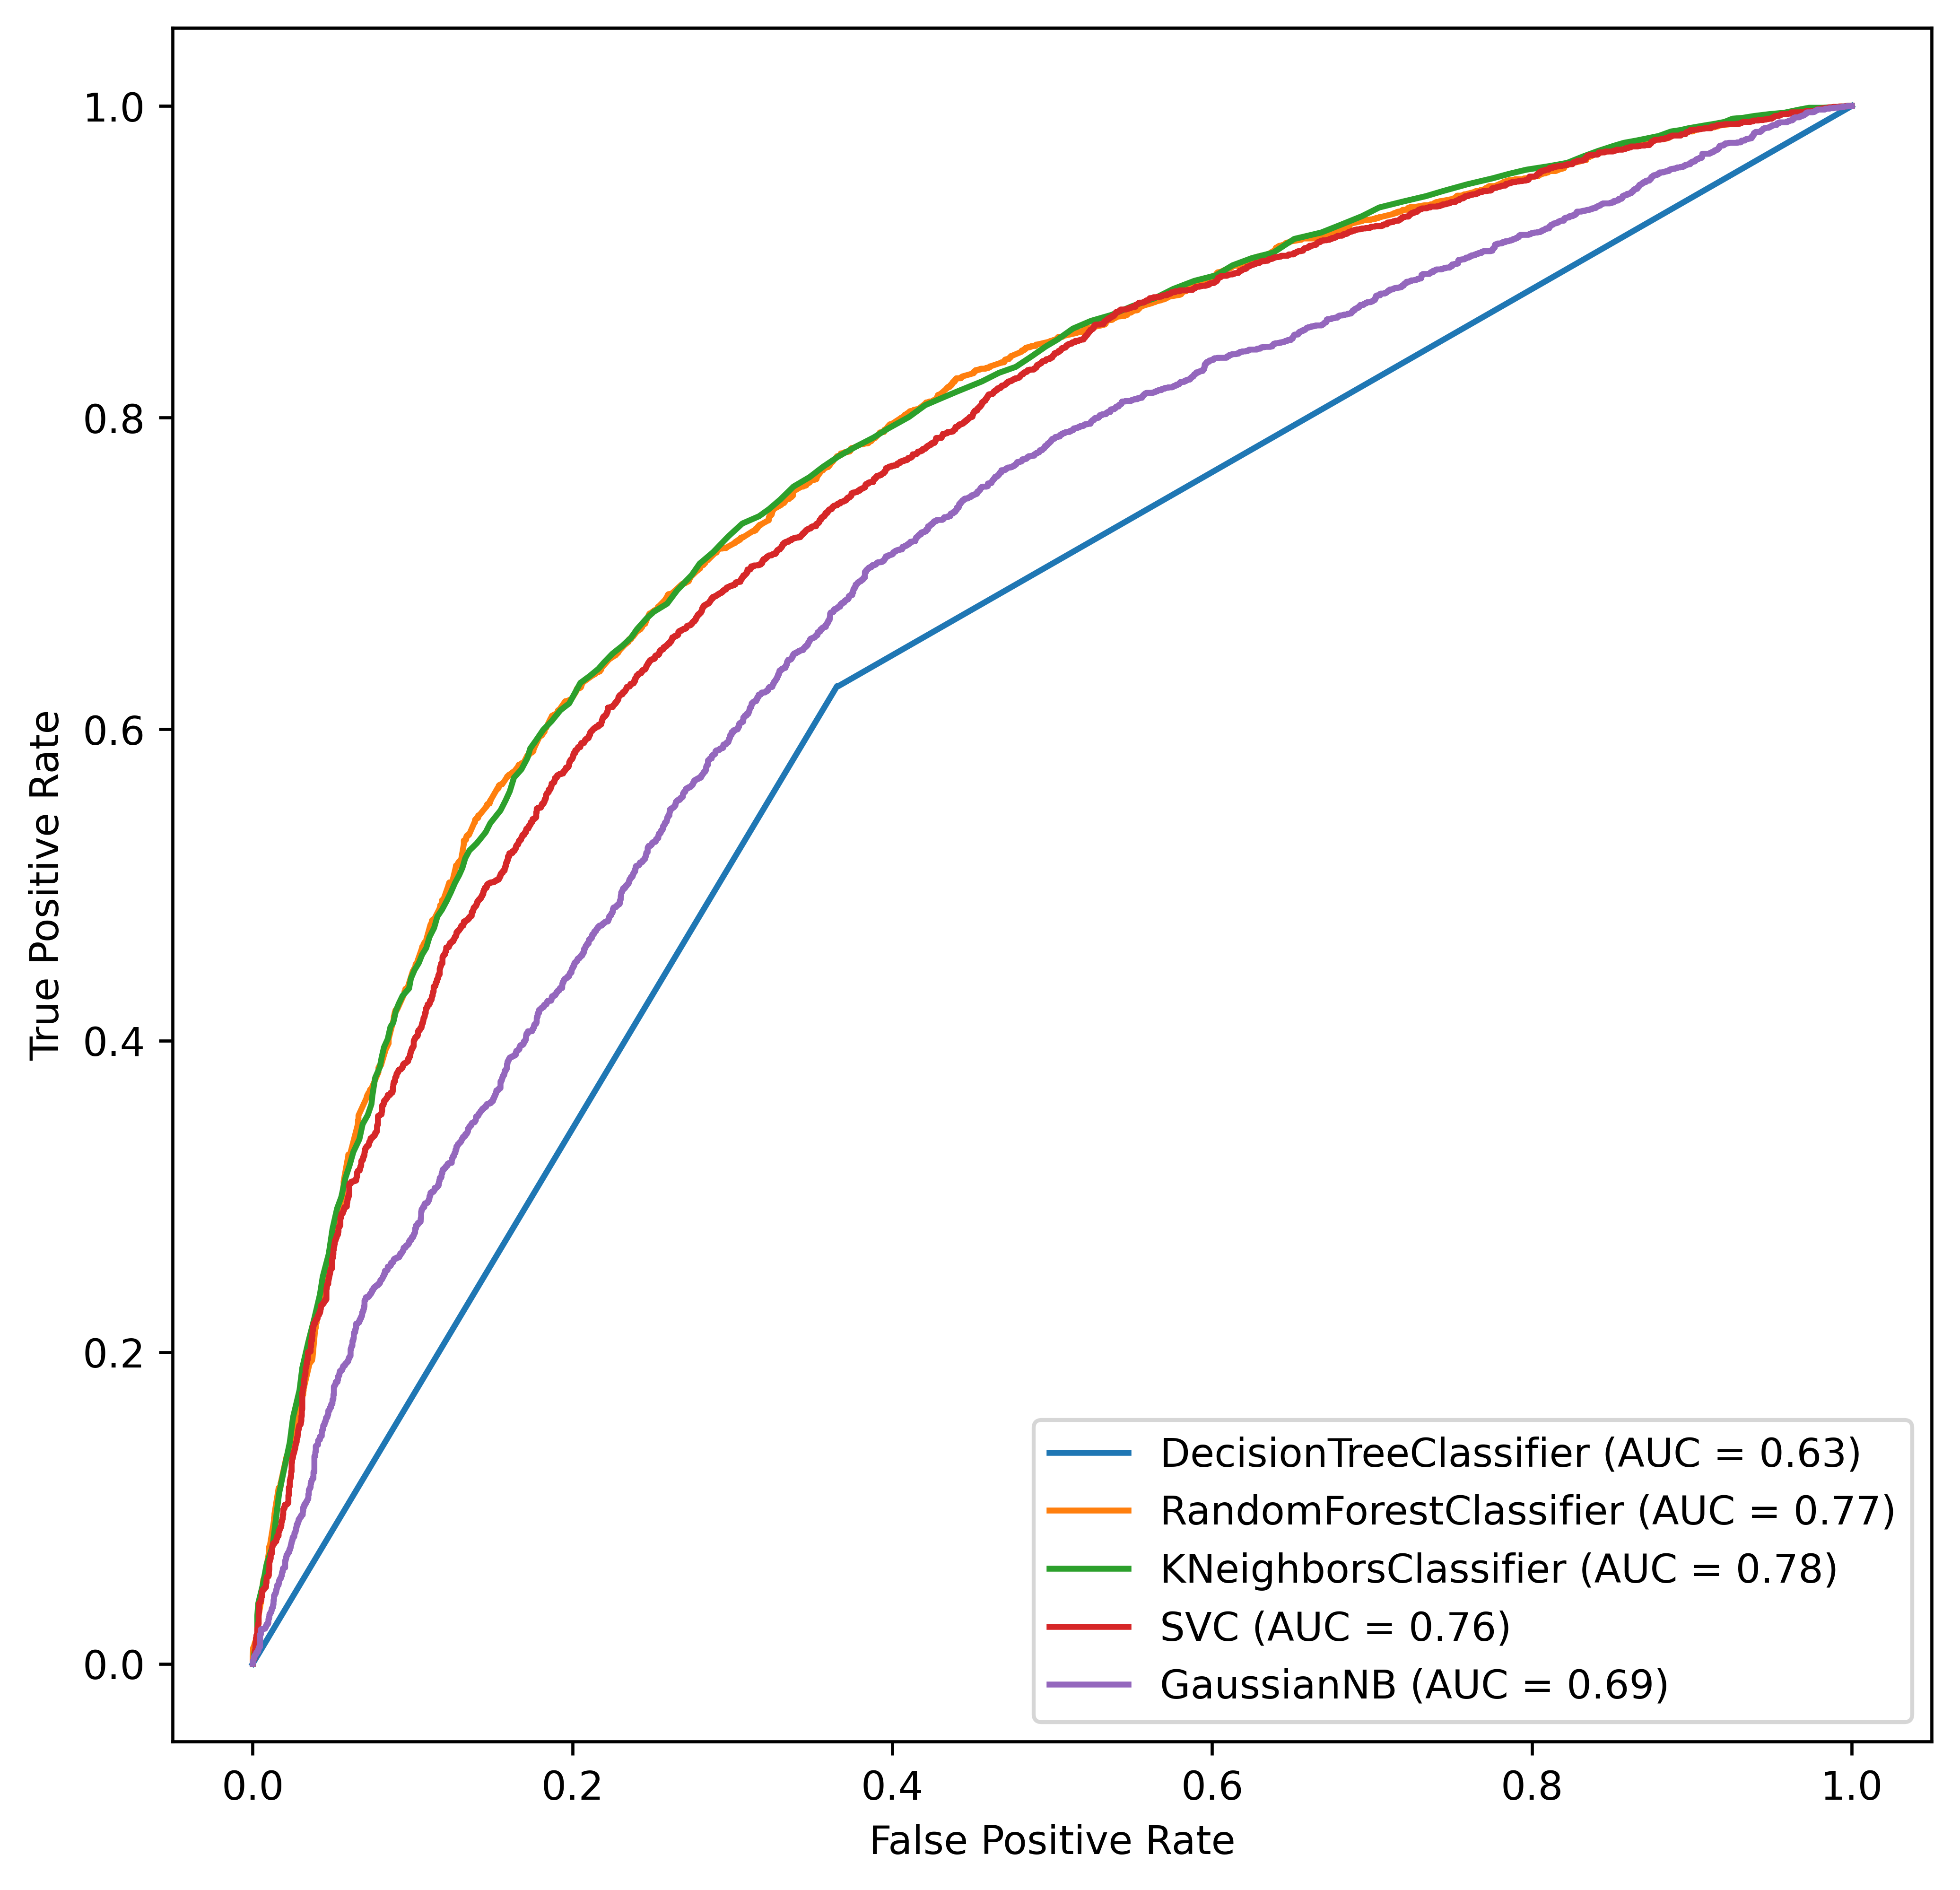 1.0
0.8
0.6
0.4
0.2
0.0
True Positive Rate
DecisionTreeClassifier (AUC = 0.63)
RandomForestClassifier (AUC = 0.77)
KNeighborsClassifier (AUC = 0.78)
SVC (AUC = 0.76)
GaussianNB (AUC = 0.69)
0.0 0.2 0.4 0.6 0.8 1.0
False Positive Rate